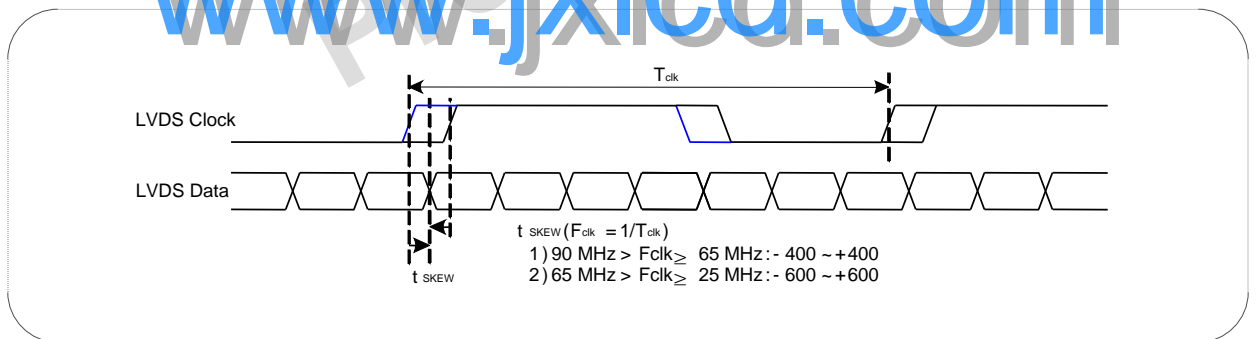 www.jxlcd.com
Tclk
LVDS Clock
LVDS Data
t SKEW (Fclk = 1/Tclk)
1) 90 MHz > Fclk ≥ 65 MHz : - 400 ~ +400
2) 65 MHz > Fclk ≥ 25 MHz : - 600 ~ +600
t SKEW